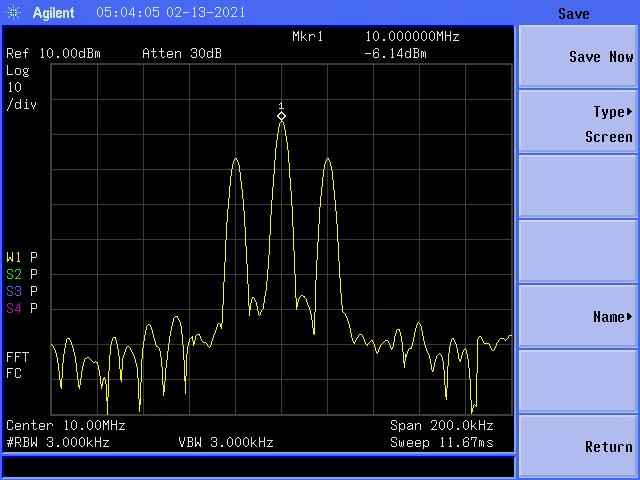 Agilent 05:04:05 02-13-2021 Save
Mkr1 10.000000MHz
Ref 10.00dBm Atten 30dB -6.14dBm
Log
10
/div
1
W1 P
S2 P
S3 P
S4 P
FFT
FC
Center 10.00MHz Span 200.0kHz
#RBW 3.000kHz VBW 3.000kHz Sweep 11.67ms
Save Now
Type▸
Screen
Name▸
Return